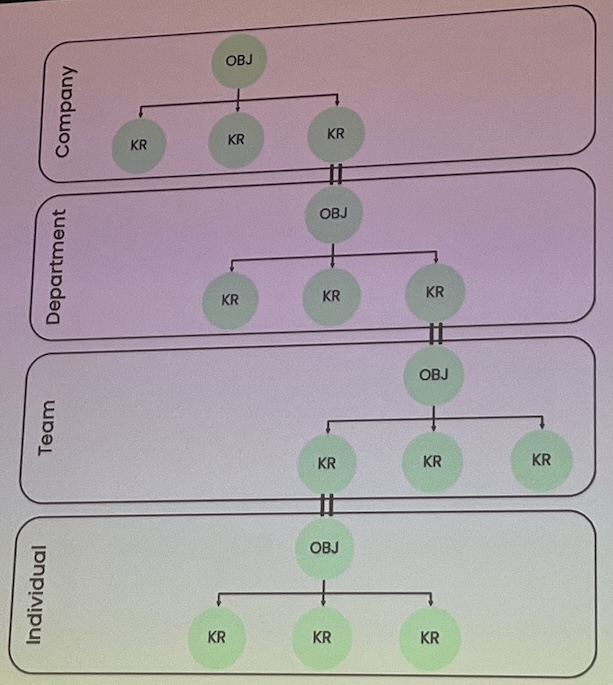 Company
OBJ
KR
KR
KR
Department
OBJ
KR
KR
KR
Team
OBJ
KR
KR
KR
Individual
OBJ
KR
KR
KR